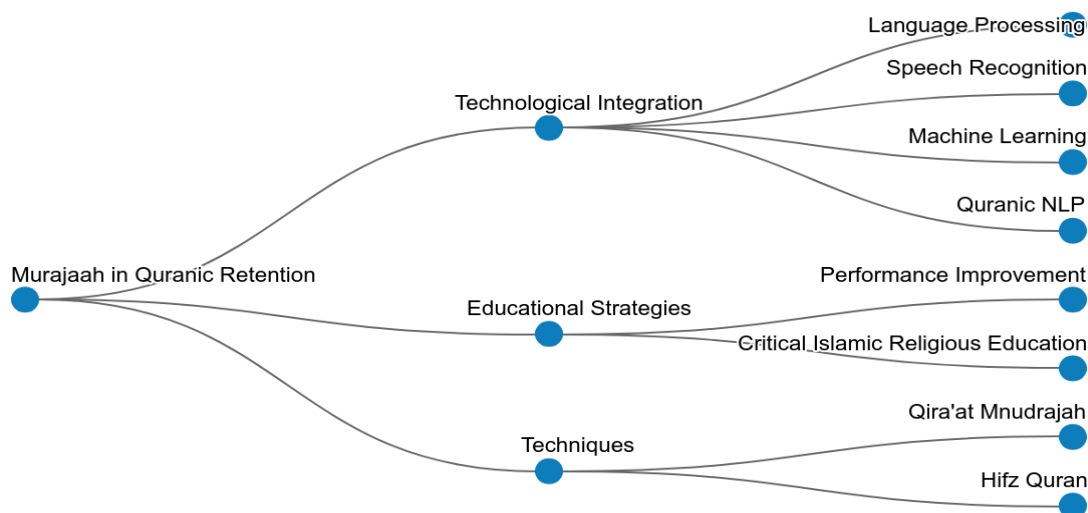 Language Processing
Speech Recognition
Technological Integration
Machine Learning
Quranic NLP
Murajaah in Quranic Retention
Performance Improvement
Educational Strategies
Critical Islamic Religious Education
Qira'at Mnudrajah
Techniques
Hifz Quran